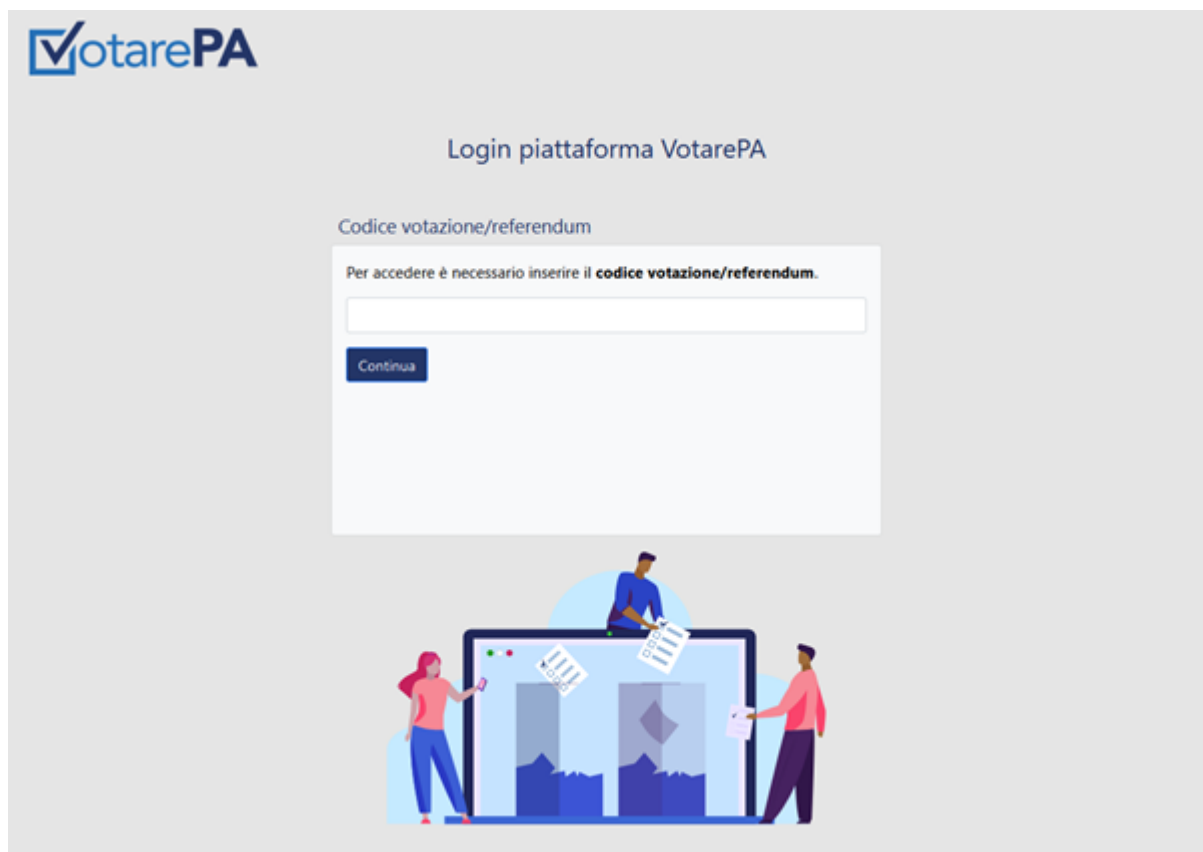 VotarePA
Login piattaforma VotarePA
Codice votazione/referendum
Per accedere è necessario inserire il codice votazione/referendum.
Continua